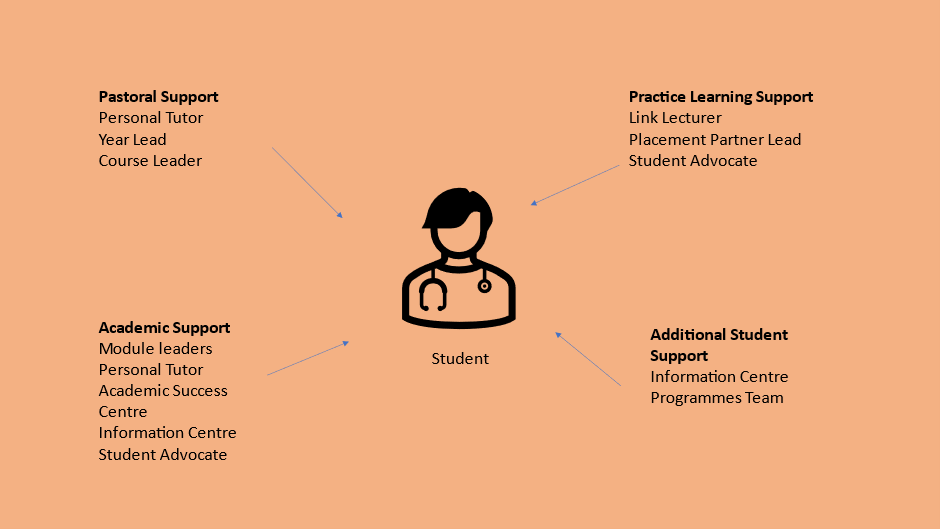 Pastoral Support
Personal Tutor
Year Lead
Course Leader
Practice Learning Support
Link Lecturer
Placement Partner Lead
Student Advocate
Academic Support
Module leaders
Personal Tutor
Academic Success
Centre
Information Centre
Student Advocate
Student
Additional Student
Support
Information Centre
Programmes Team